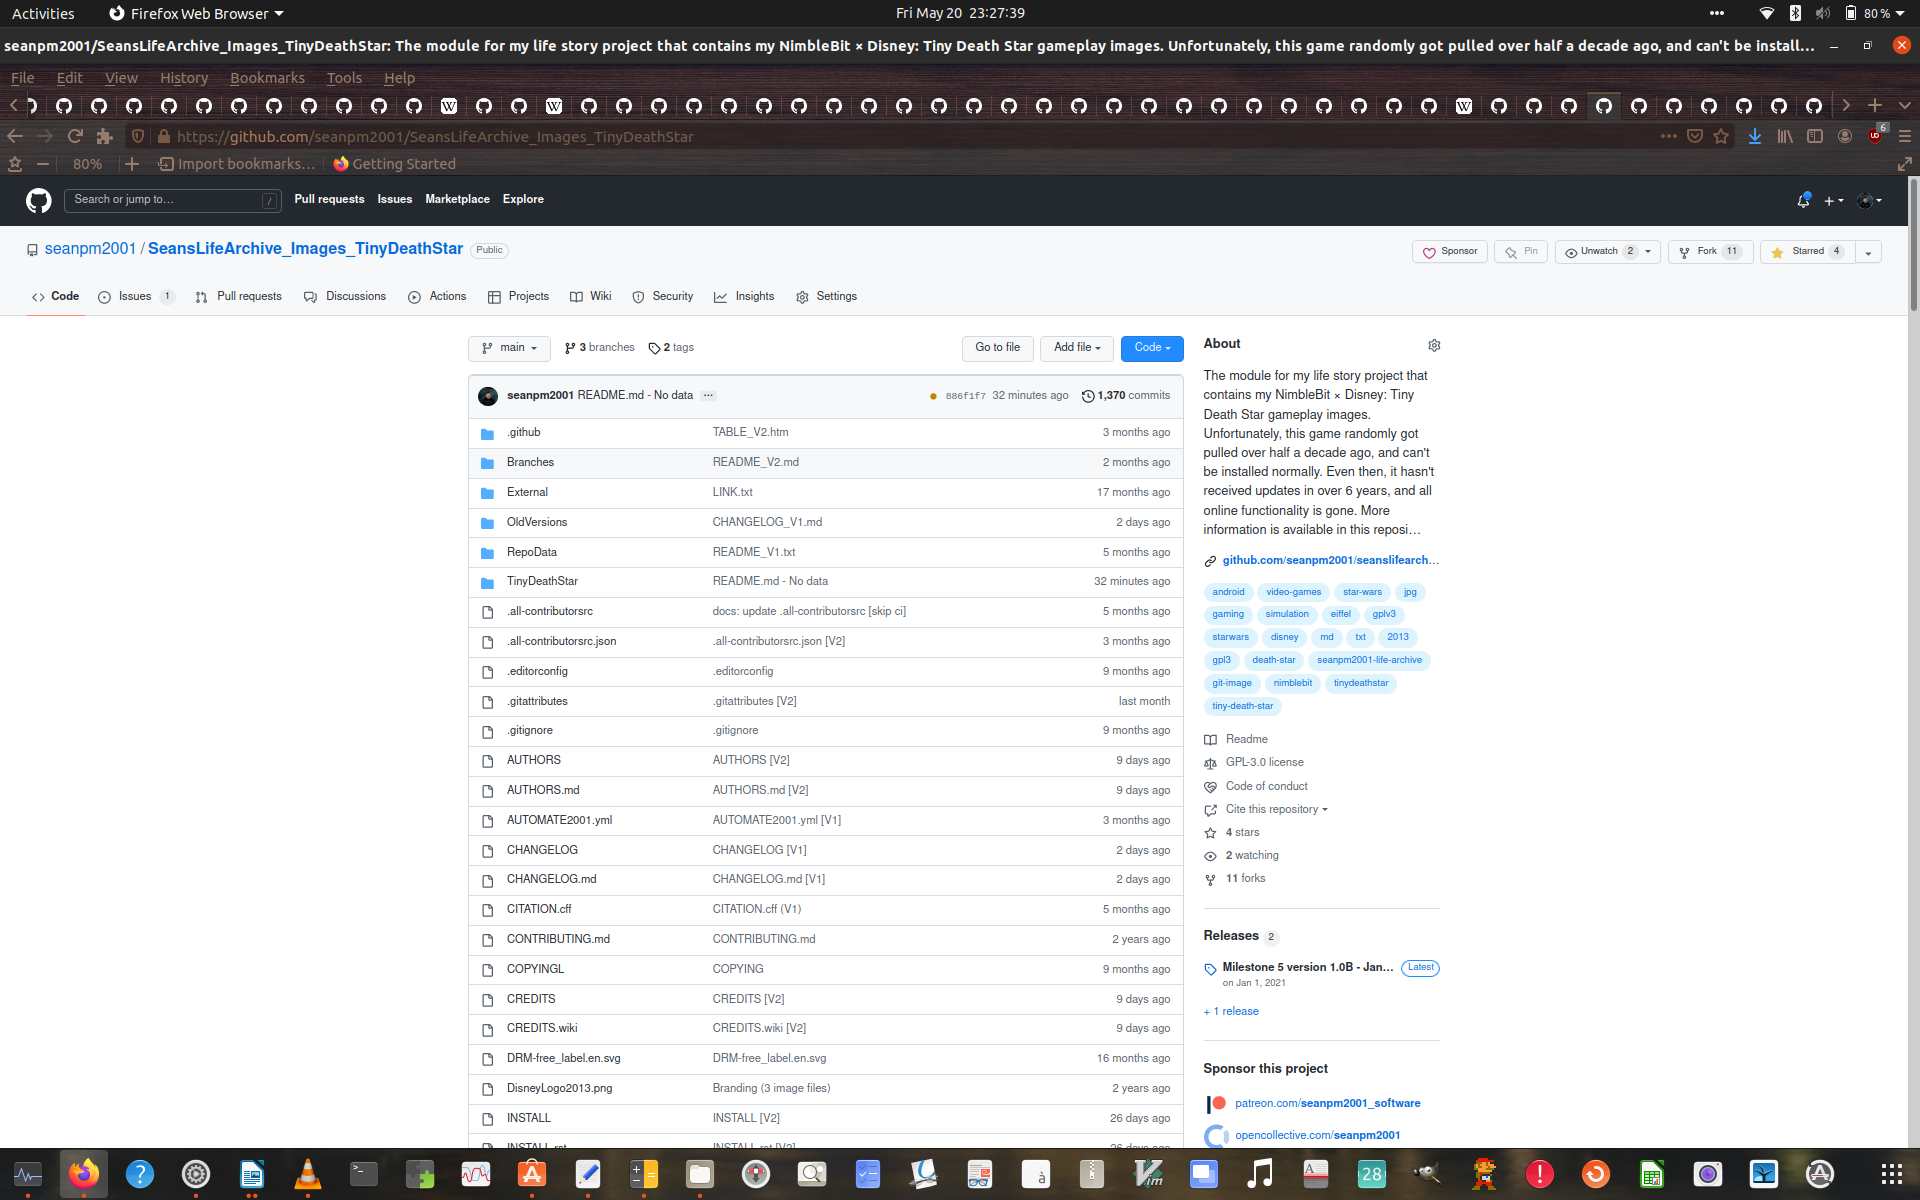 Activities
Firefox Web Browser
Fri May 20 23:27:39
80 %
seanpm2001/SeansLifeArchive_Images_TinyDeathStar: The module for my life story project that contains my NimbleBit × Disney: Tiny Death Star gameplay images. Unfortunately, this game randomly got pulled over half a decade ago, and can't be install…
File Edit View History Bookmarks Tools Help
https://github.com/seanpm2001/SeansLifeArchive_Images_TinyDeathStar
6
80%
Import bookmarks…
Getting Started
Search or jump to…
/
Pull requests Issues Marketplace Explore
seanpm2001 / SeansLifeArchive_Images_TinyDeathStar Public
Sponsor
Pin
Unwatch 2
Fork 11
Starred 4
Code
Issues 1
Pull requests
Discussions
Actions
Projects
Wiki
Security
Insights
Settings
main
3 branches
2 tags
Go to file
Add file
Code
seanpm2001 README.md - No data ...
886f1f7 32 minutes ago
1,370 commits
.github TABLE_V2.htm 3 months ago
Branches README_V2.md 2 months ago
External LINK.txt 17 months ago
OldVersions CHANGELOG_V1.md 2 days ago
RepoData README_V1.txt 5 months ago
TinyDeathStar README.md - No data 32 minutes ago
.all-contributorsrc docs: update .all-contributorsrc [skip ci] 5 months ago
.all-contributorsrc.json .all-contributorsrc.json [V2] 3 months ago
.editorconfig .editorconfig 9 months ago
.gitattributes .gitattributes [V2] last month
.gitignore .gitignore 9 months ago
AUTHORS AUTHORS [V2] 9 days ago
AUTHORS.md AUTHORS.md [V2] 9 days ago
AUTOMATE2001.yml AUTOMATE2001.yml [V1] 3 months ago
CHANGELOG CHANGELOG [V1] 2 days ago
CHANGELOG.md CHANGELOG.md [V1] 2 days ago
CITATION.cff CITATION.cff (V1) 5 months ago
CONTRIBUTING.md CONTRIBUTING.md 2 years ago
COPYINGL COPYING 9 months ago
CREDITS CREDITS [V2] 9 days ago
CREDITS.wiki CREDITS.wiki [V2] 9 days ago
DRM-free_label.en.svg DRM-free_label.en.svg 16 months ago
DisneyLogo2013.png Branding (3 image files) 2 years ago
INSTALL INSTALL [V2] 26 days ago
INSTALL.rst INSTALL.rst [V2] 26 days ago
About
The module for my life story project that
contains my NimbleBit × Disney: Tiny
Death Star gameplay images.
Unfortunately, this game randomly got
pulled over half a decade ago, and can't
be installed normally. Even then, it hasn't
received updates in over 6 years, and all
online functionality is gone. More
information is available in this reposi…
github.com/seanpm2001/seanslifearch…
android video-games star-wars jpg
gaming simulation eiffel gplv3
starwars disney md txt 2013
gpl3 death-star seanpm2001-life-archive
git-image nimblebit tinydeathstar
tiny-death-star
Readme
GPL-3.0 license
Code of conduct
Cite this repository
4 stars
2 watching
11 forks
Releases 2
Milestone 5 version 1.0B - Jan… Latest
on Jan 1, 2021
+ 1 release
Sponsor this project
patreon.com/seanpm2001_software
opencollective.com/seanpm2001
28